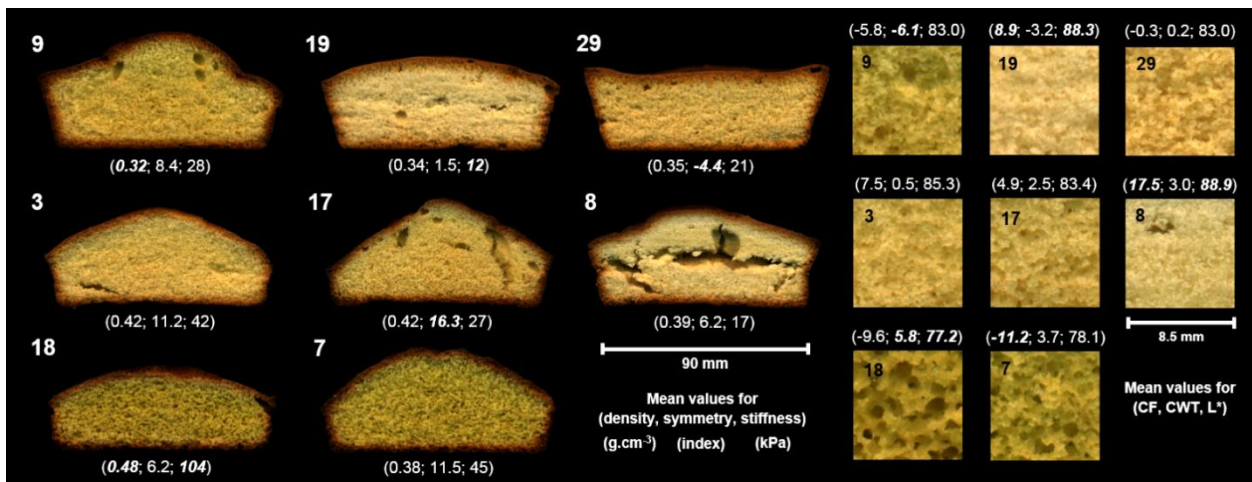 9
19
29
(0.32; 8.4; 28)
(0.34; 1.5; 12)
(0.35; -4.4; 21)
3
17
8
(0.42; 11.2; 42)
(0.42; 16.3; 27)
(0.39; 6.2; 17)
18
7
90 mm
Mean values for
(density, symmetry, stiffness)
(g.cm-3) (index) (kPa)
(0.48; 6.2; 104)
(0.38; 11.5; 45)
(-5.8; -6.1; 83.0)
(8.9; -3.2; 88.3)
(-0.3; 0.2; 83.0)
9
19
29
(7.5; 0.5; 85.3)
(4.9; 2.5; 83.4)
(17.5; 3.0; 88.9)
3
17
8
8.5 mm
(-9.6; 5.8; 77.2)
(-11.2; 3.7; 78.1)
18
7
Mean values for
(CF, CWT, L*)